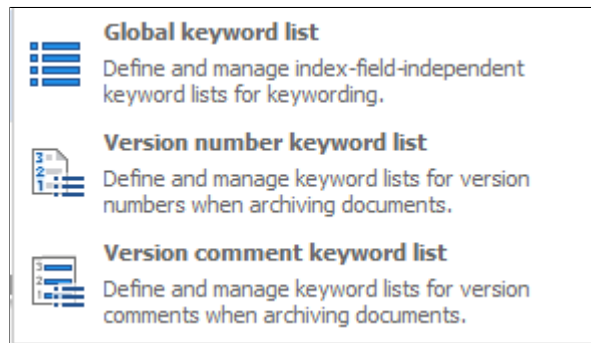 Global keyword list
Define and manage index-field-independent
keyword lists for keywording.
Version number keyword list
Define and manage keyword lists for version
numbers when archiving documents.
Version comment keyword list
Define and manage keyword lists for version
comments when archiving documents.